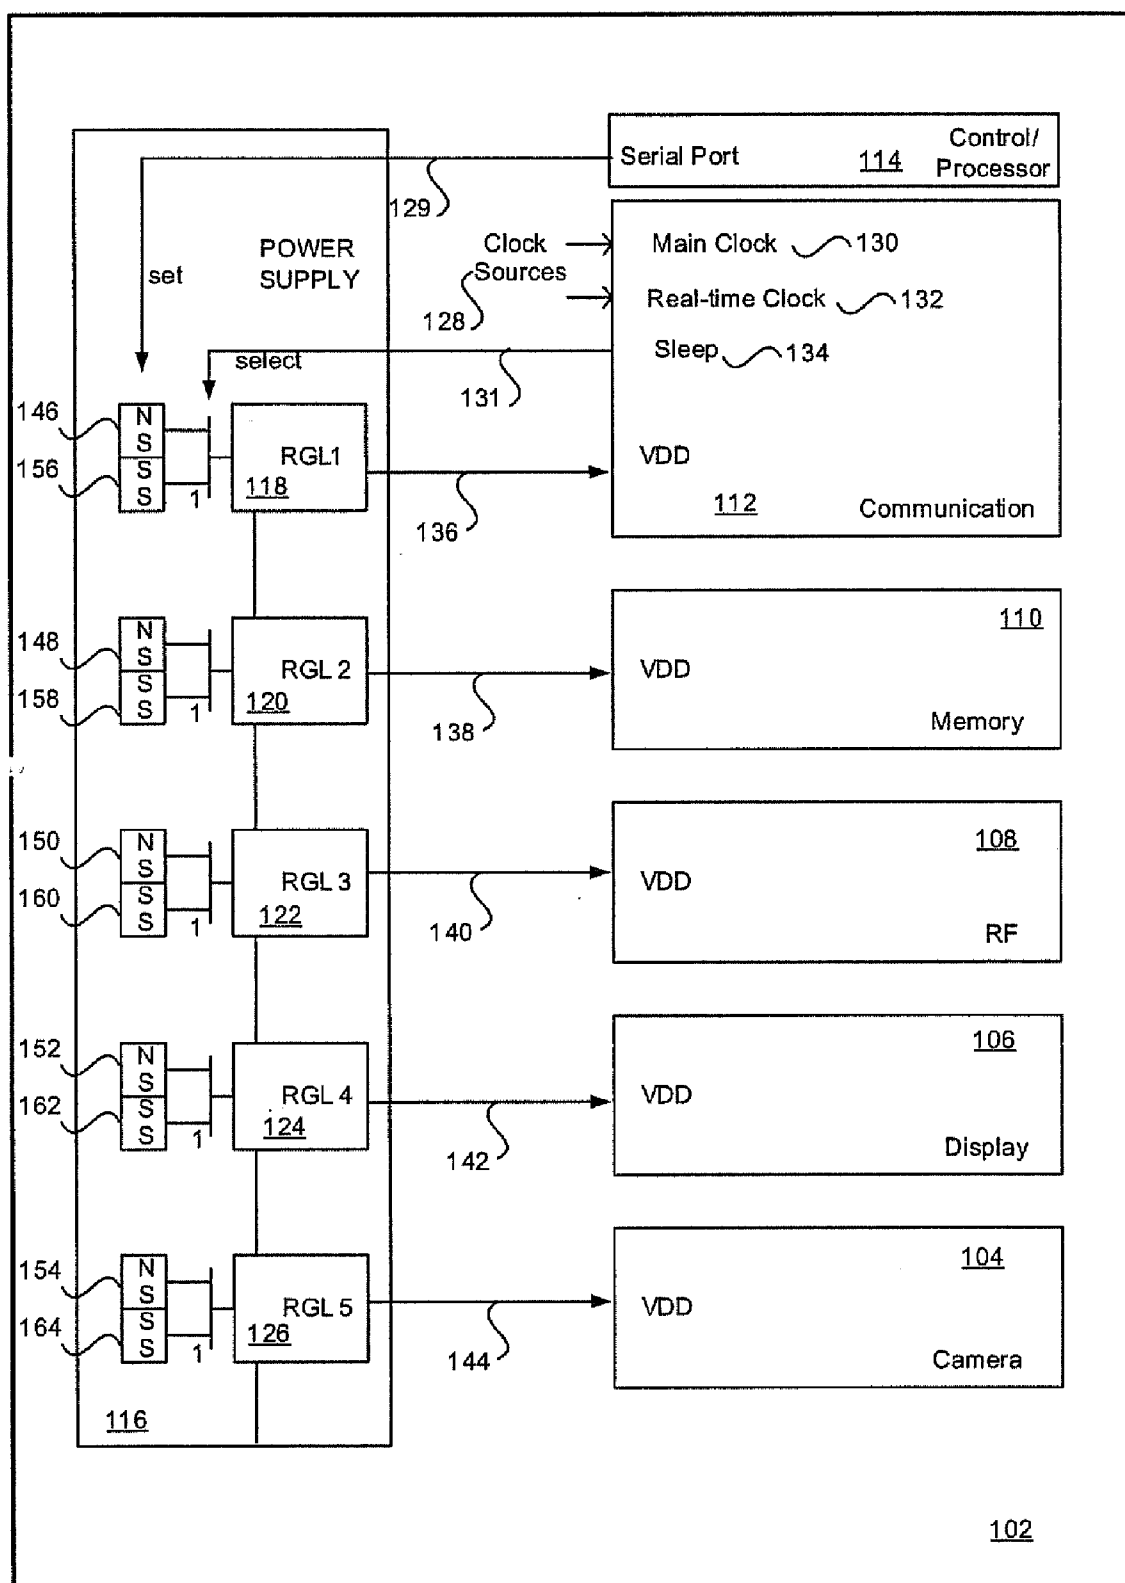 Control/
Serial Port 114 Processor
129
POWER
SUPPLY
set
Clock
Sources
128
Main Clock 130
Real-time Clock 132
Sleep 134
select
131
146
156
N
S
S
S
1
RGL1
118
136
VDD
112
Communication
148
158
N
S
S
S
1
RGL 2
120
138
110
VDD
Memory
150
160
N
S
S
S
1
RGL 3
122
140
108
VDD
RF
152
162
N
S
S
S
1
RGL 4
124
142
106
VDD
Display
154
164
N
S
S
S
1
RGL 5
126
144
104
VDD
Camera
116
102